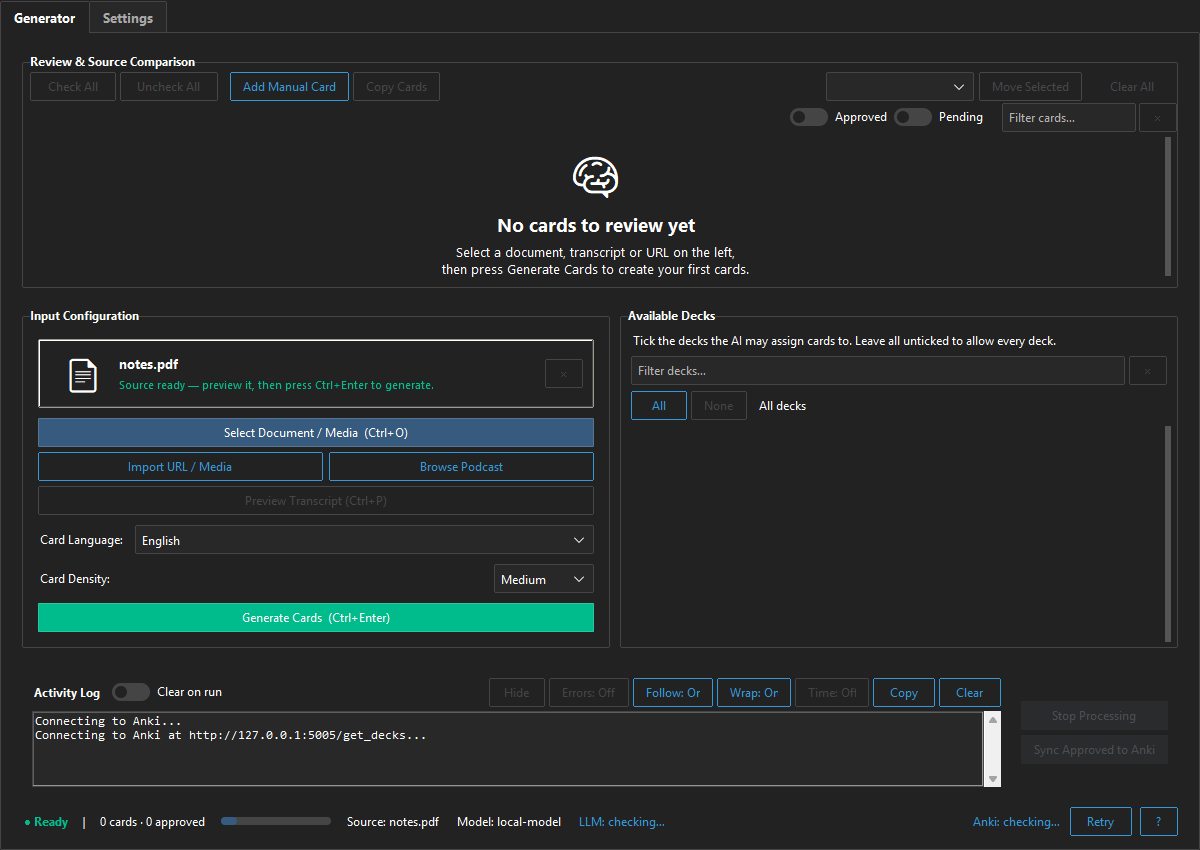 Generator Settings
Review & Source Comparison
Check All Uncheck All Add Manual Card Copy Cards Move Selected Clear All
Approved Pending Filter cards... ×
No cards to review yet
Select a document, transcript or URL on the left,
then press Generate Cards to create your first cards.
Input Configuration
notes.pdf
Source ready — preview it, then press Ctrl+Enter to generate.
×
Select Document / Media (Ctrl+O)
Import URL / Media Browse Podcast
Preview Transcript (Ctrl+P)
Card Language: English
Card Density: Medium
Generate Cards (Ctrl+Enter)
Available Decks
Tick the decks the AI may assign cards to. Leave all unticked to allow every deck.
Filter decks... ×
All None All decks
Activity Log Clear on run Hide Errors: Off Follow: Or Wrap: On Time: Off Copy Clear
Connecting to Anki...
Connecting to Anki at http://127.0.0.1:5005/get_decks...
Stop Processing
Sync Approved to Anki
● Ready | 0 cards · 0 approved Source: notes.pdf Model: local-model LLM: checking... Anki: checking... Retry ?